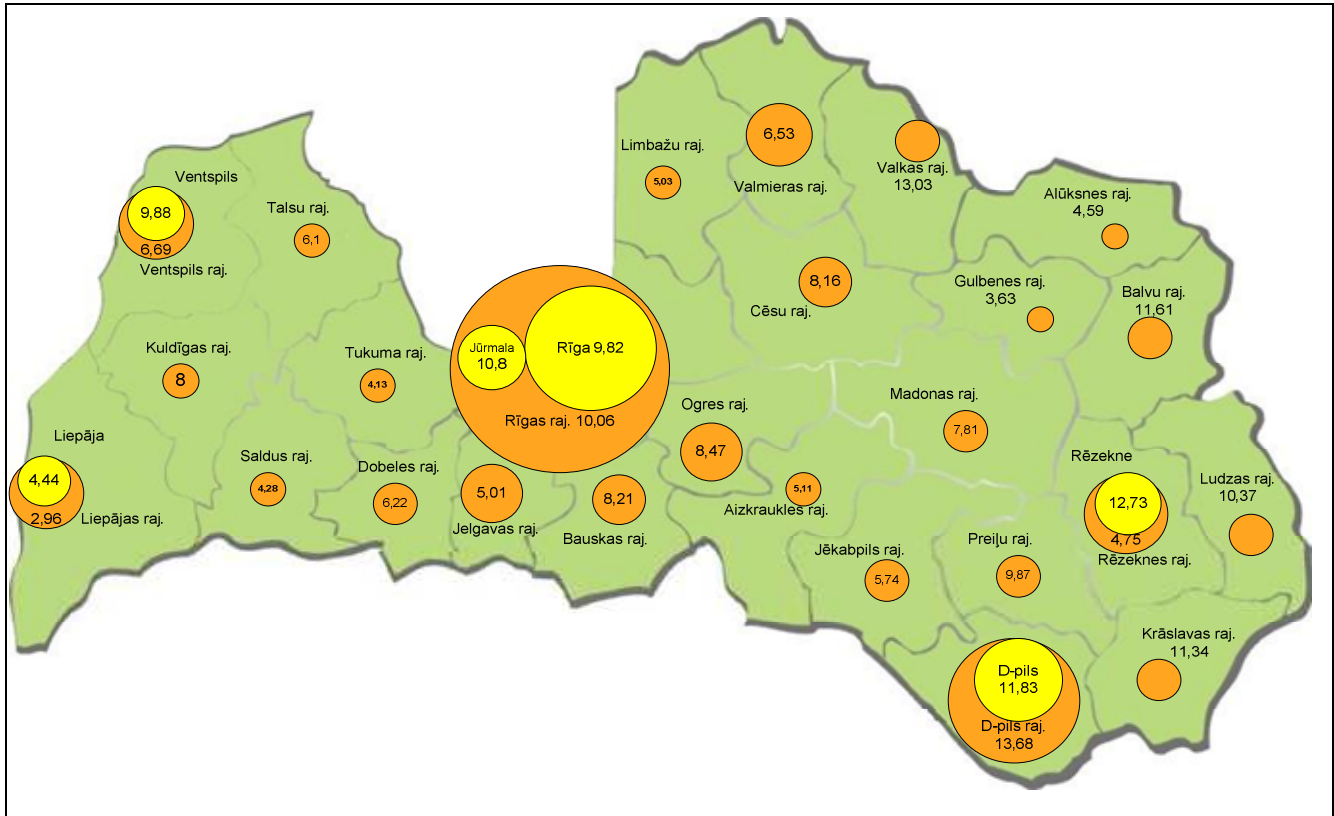 Ventspils
9,88
6,69
Ventspils raj.
Talsu raj.
6,1
Limbažu raj.
5,03
6,53
Valmieras raj.
Valkas raj.
13,03
Alūksnes raj.
4,59
Cēsu raj.
8,16
Gulbenes raj.
3,63
Balvu raj.
11,61
Kuldīgas raj.
8
Tukuma raj.
4,13
Jūrmala
10,8
Rīga 9,82
Rīgas raj. 10,06
Ogres raj.
8,47
Madonas raj.
7,81
Liepāja
4,44
2,96
Liepājas raj.
Saldus raj.
4,28
Dobeles raj.
6,22
5,01
Jelgavas raj.
8,21
Bauskas raj.
5,11
Aizkraukles raj.
Jēkabpils raj.
5,74
Preiļu raj.
9,87
Rēzekne
12,73
4,75
Rēzeknes raj.
Ludzas raj.
10,37
Krāslavas raj.
11,34
D-pils
11,83
D-pils raj.
13,68